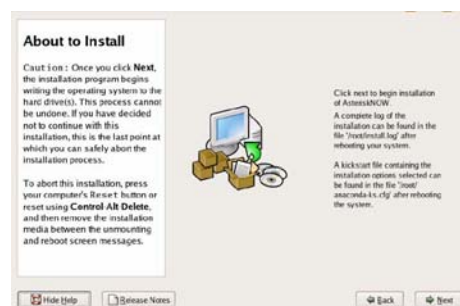 About to Install
Caution: Once you click Next,
the installation program begins
writing the operating system to the
hard drive(s). This process cannot
be undone. If you have decided
not to continue with this
installation, this is the last point at
which you can safely abort the
installation process.
To abort this installation, press
your computer's Reset button or
reset using Control Alt Delete,
and then remove the installation
media between the unmounting
and reboot screen messages.
Click next to begin installation
of AsteriskNOW.
A complete log of the
installation can be found in the
file '/root/install.log' after
rebooting your system.
A kickstart file containing the
installation options selected can
be found in the file '/root/
anaconda-ks.cfg' after rebooting
the system.
Hide Help
Release Notes
Back
Next